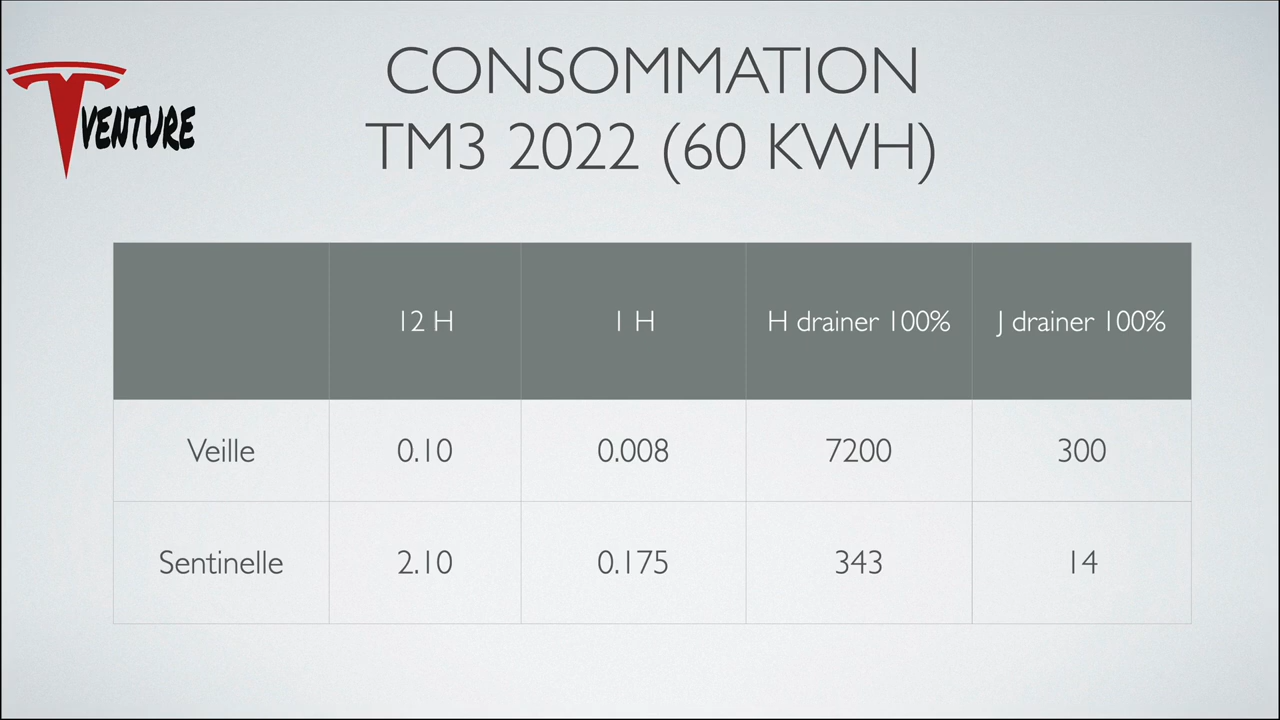 TVENTURE
CONSOMMATION
TM3 2022 (60 KWH)
12 H 1 H H drainer 100% J drainer 100%
Veille 0.10 0.008 7200 300
Sentinelle 2.10 0.175 343 14